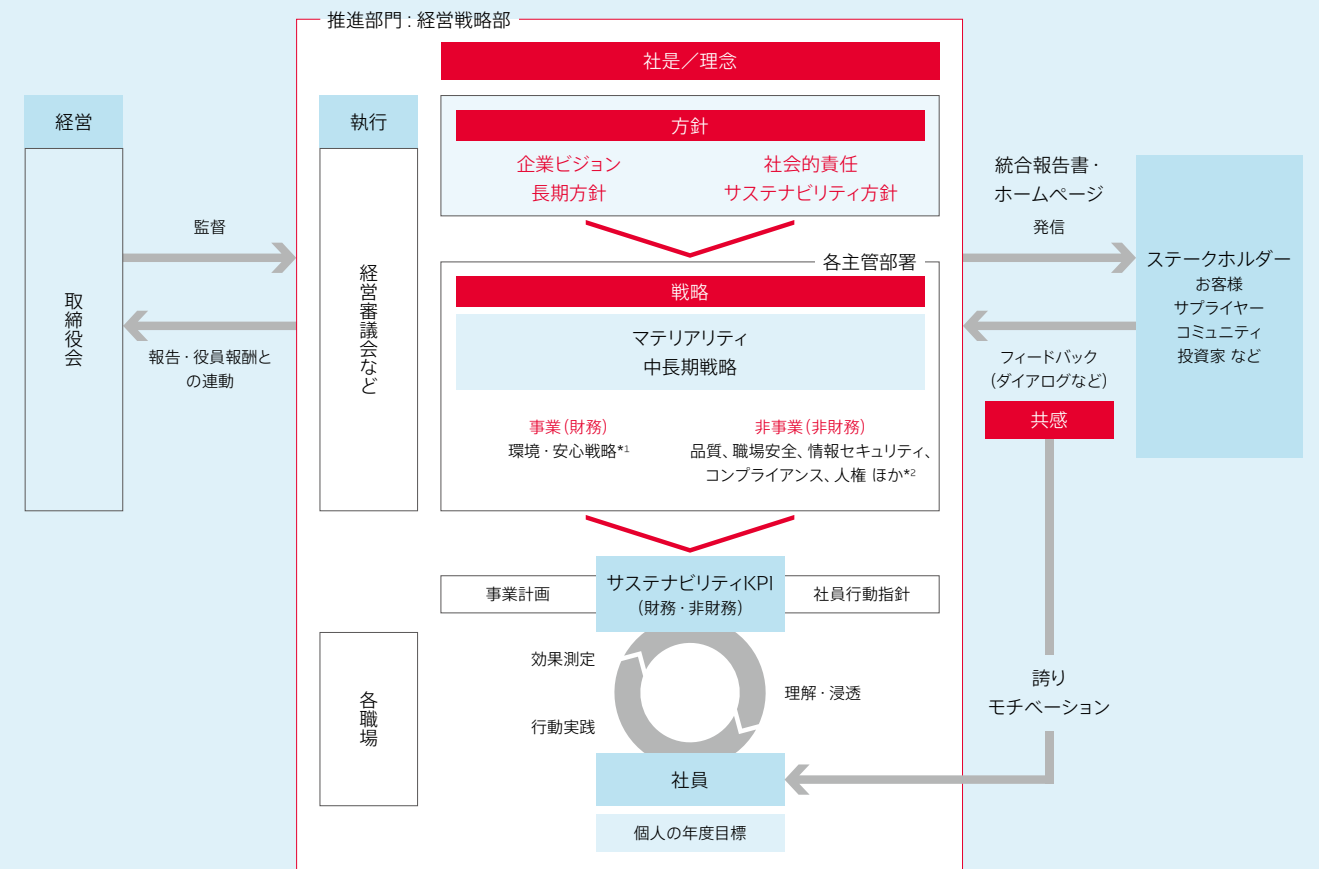 推進部門:経営戦略部
社是／理念
経営
取締役会
監督
報告・役員報酬と
の連動
執行
経営審議会など
方針
企業ビジョン
長期方針
社会的責任
サステナビリティ方針
各主管部署
戦略
マテリアリティ
中長期戦略
事業(財務)
環境・安心戦略*1
非事業(非財務)
品質、職場安全、情報セキュリティ、
コンプライアンス、人権 ほか*2
統合報告書・
ホームページ
発信
フィードバック
(ダイアログなど)
共感
ステークホルダー
お客様
サプライヤー
コミュニティ
投資家 など
事業計画
サステナビリティKPI
(財務・非財務)
社員行動指針
各職場
効果測定
行動実践
理解・浸透
誇り
モチベーション
社員
個人の年度目標